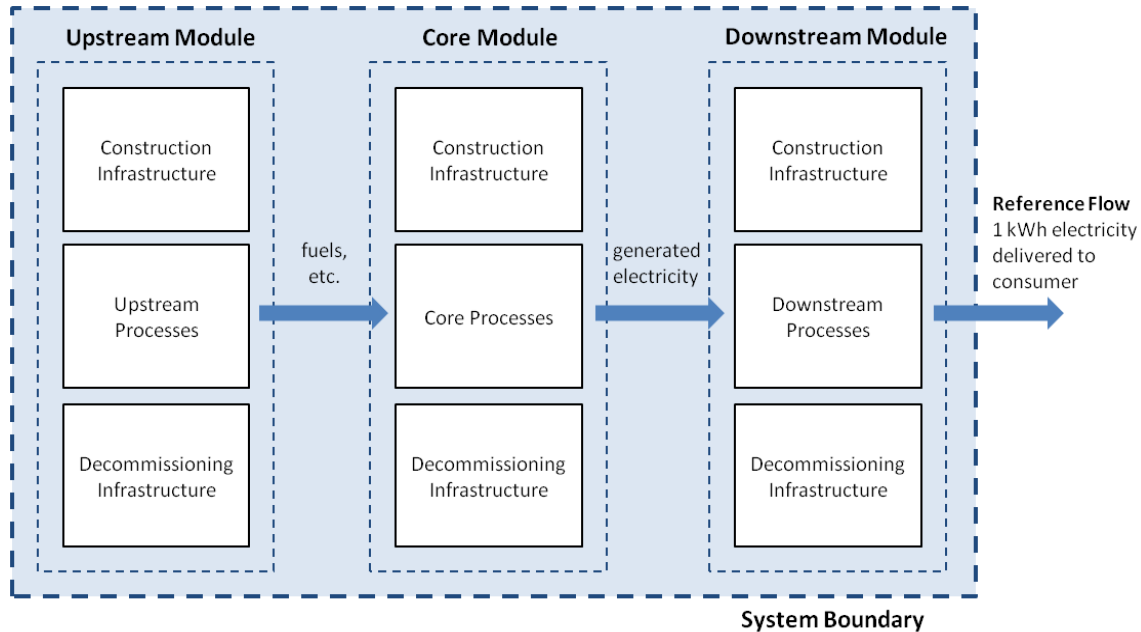 Upstream Module
Core Module
Downstream Module
Construction
Infrastructure
Construction
Infrastructure
Construction
Infrastructure
Reference Flow
1 kWh electricity
delivered to
consumer
fuels,
etc.
generated
electricity
Upstream
Processes
Core Processes
Downstream
Processes
Decommissioning
Infrastructure
Decommissioning
Infrastructure
Decommissioning
Infrastructure
System Boundary